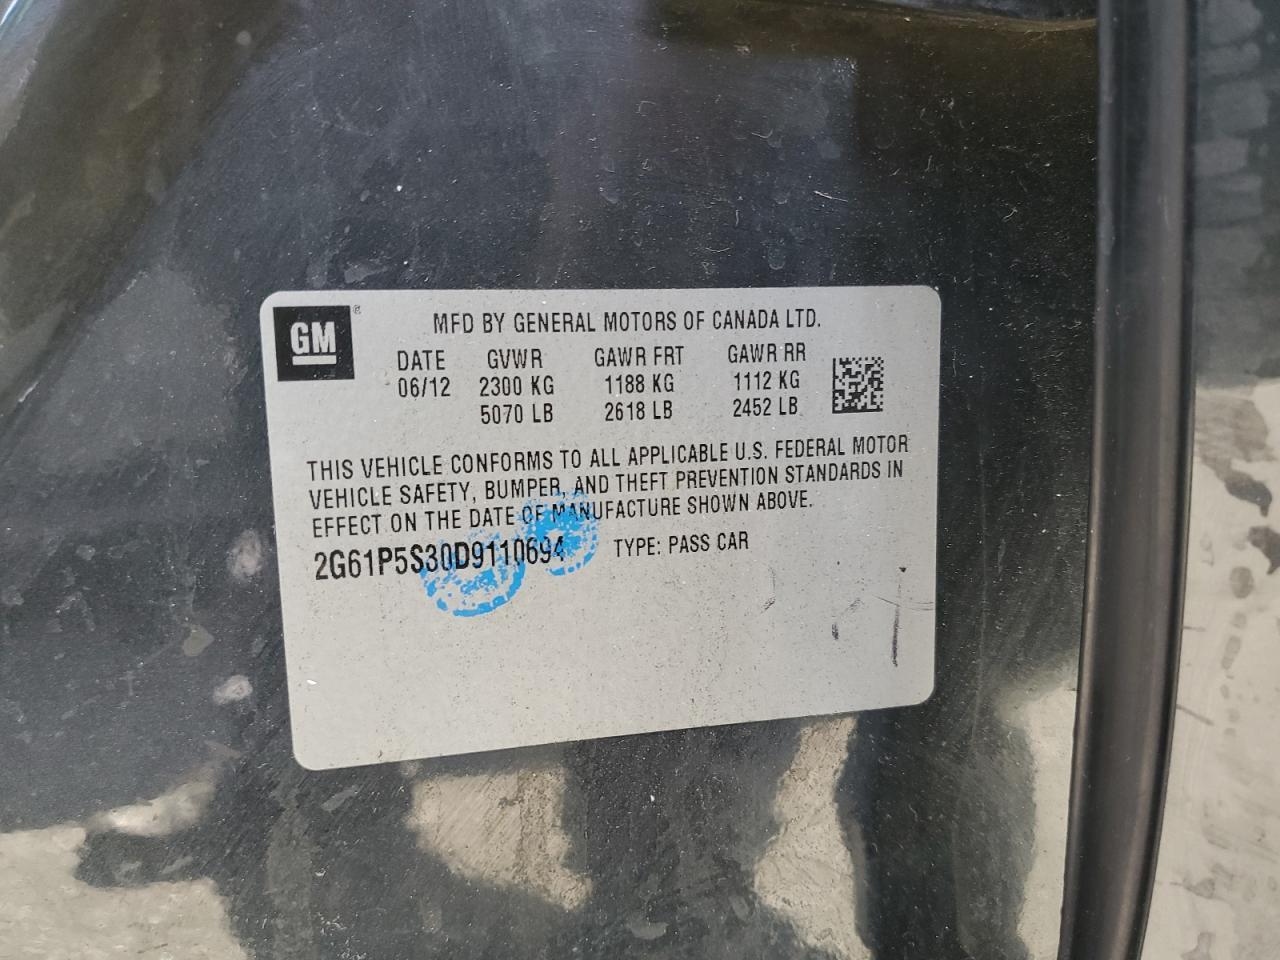 GM ®
MFD BY GENERAL MOTORS OF CANADA LTD.
DATE GVWR GAWR FRT GAWR RR
06/12 2300 KG 1188 KG 1112 KG
5070 LB 2618 LB 2452 LB
THIS VEHICLE CONFORMS TO ALL APPLICABLE U.S. FEDERAL MOTOR
VEHICLE SAFETY, BUMPER, AND THEFT PREVENTION STANDARDS IN
EFFECT ON THE DATE OF MANUFACTURE SHOWN ABOVE.
2G61P5S30D9110694 TYPE: PASS CAR